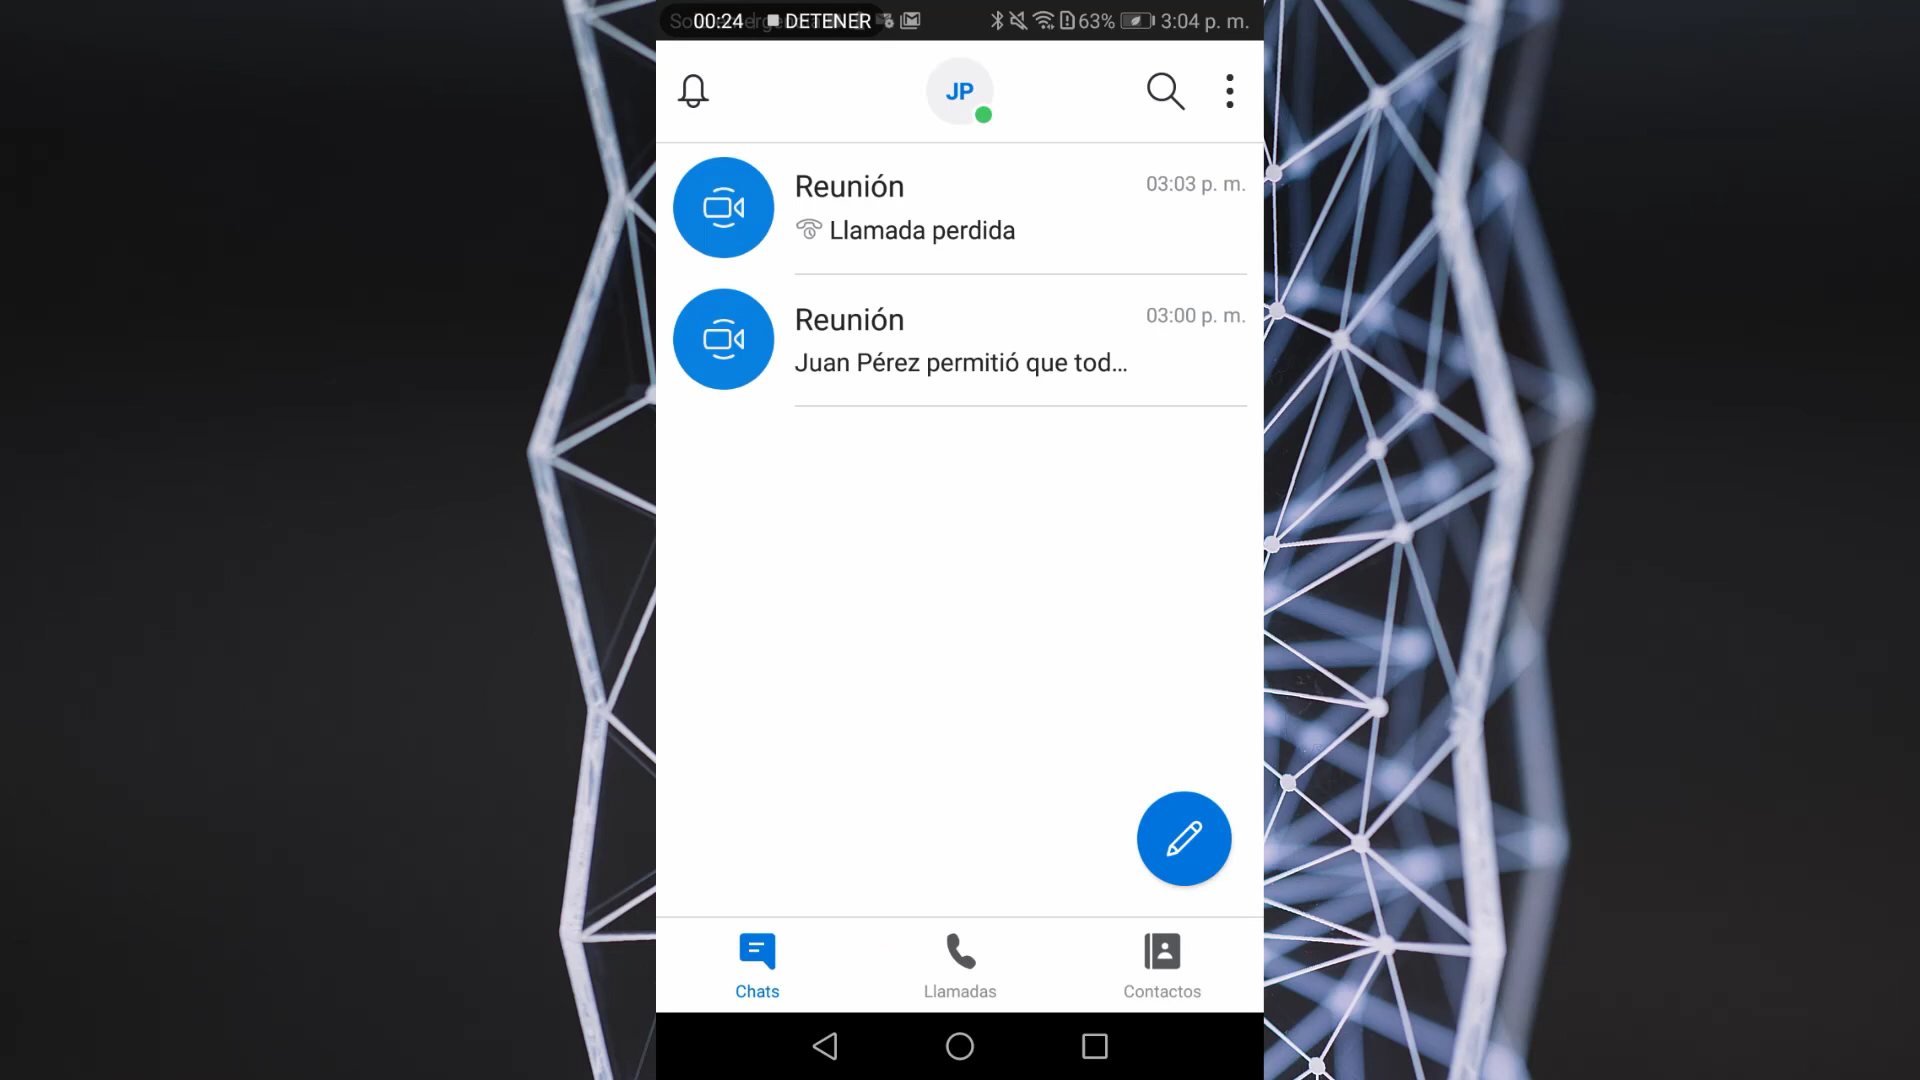 00:24 DETENER 63% 3:04 p. m.
JP
Reunión 03:03 p. m.
Llamada perdida
Reunión 03:00 p. m.
Juan Pérez permitió que tod...
Chats Llamadas Contactos